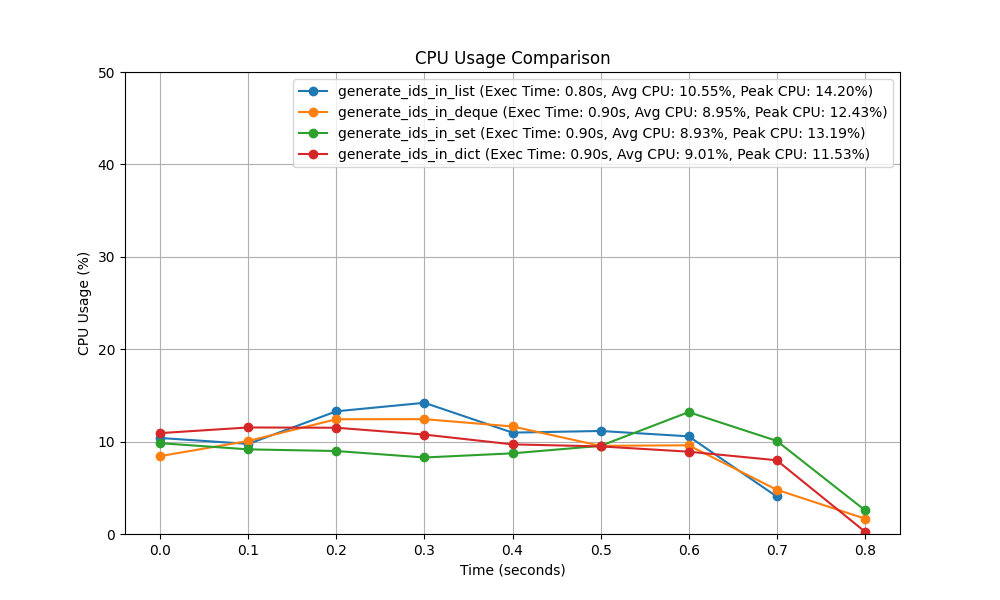 CPU Usage Comparison
generate_ids_in_list (Exec Time: 0.80s, Avg CPU: 10.55%, Peak CPU: 14.20%)
generate_ids_in_deque (Exec Time: 0.90s, Avg CPU: 8.95%, Peak CPU: 12.43%)
generate_ids_in_set (Exec Time: 0.90s, Avg CPU: 8.93%, Peak CPU: 13.19%)
generate_ids_in_dict (Exec Time: 0.90s, Avg CPU: 9.01%, Peak CPU: 11.53%)
50
40
30
20
10
0
CPU Usage (%)
0.0 0.1 0.2 0.3 0.4 0.5 0.6 0.7 0.8
Time (seconds)